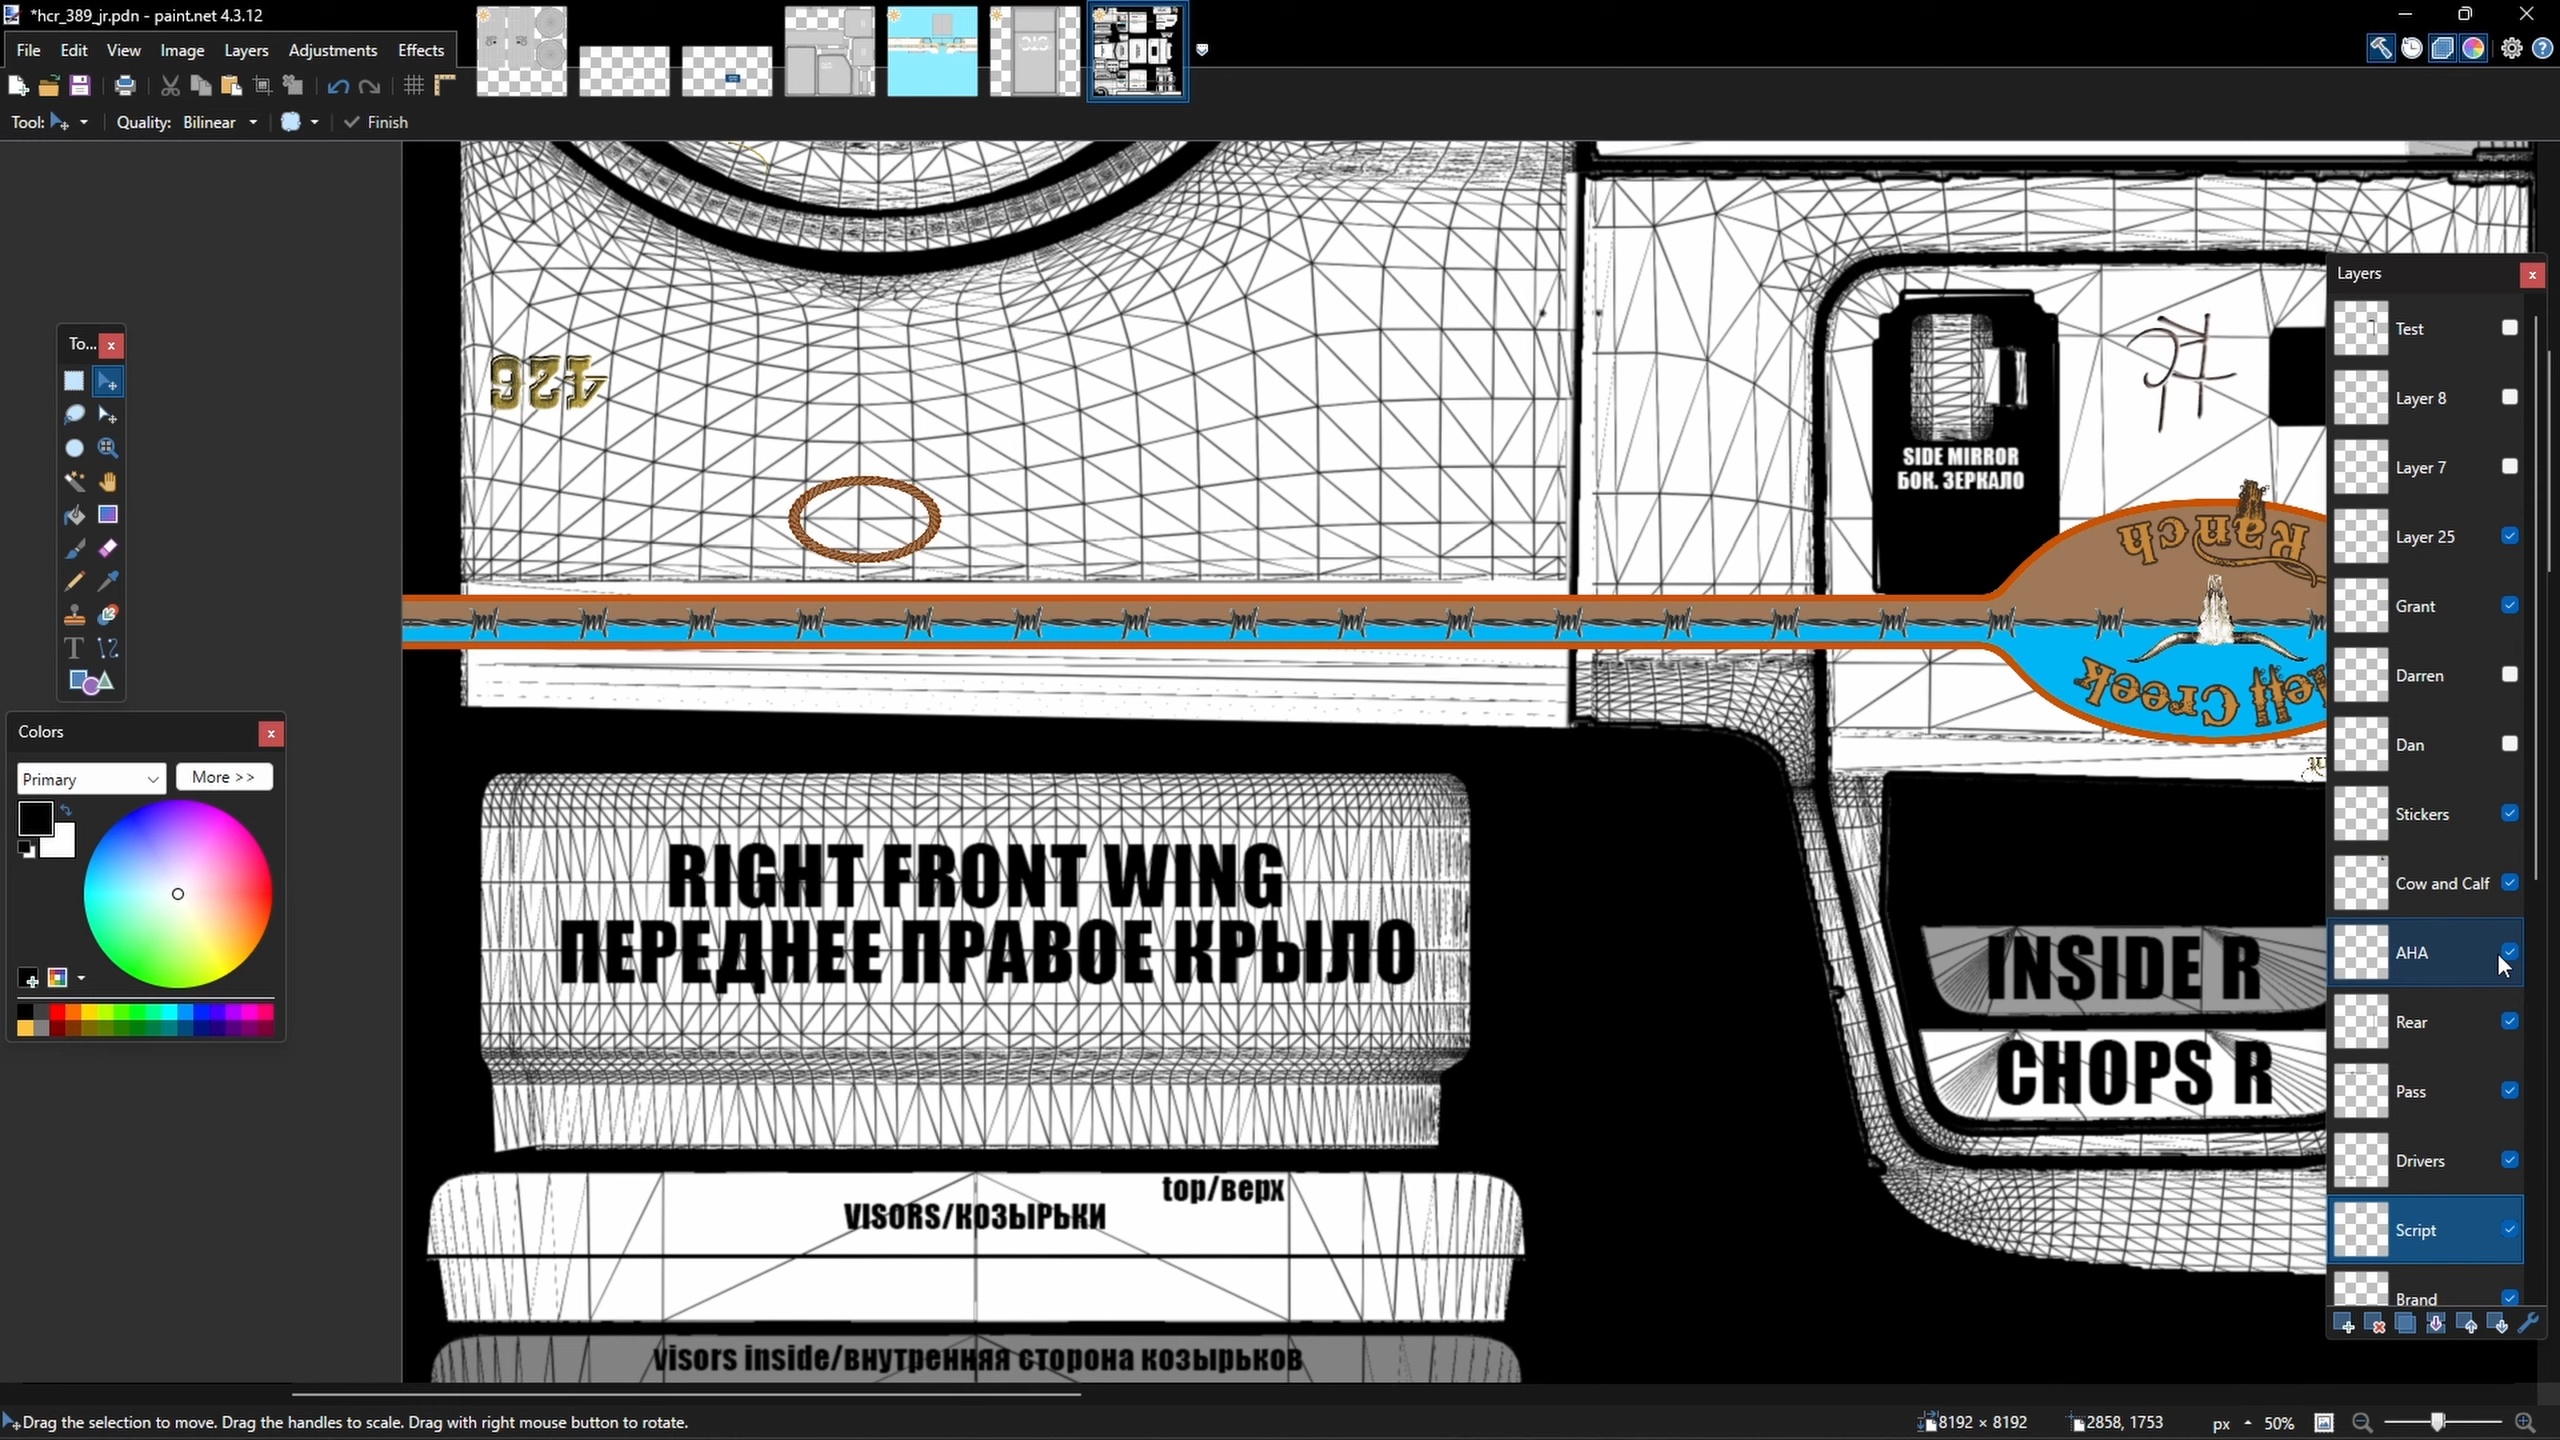 *hcr_389_jr.pdn - paint.net 4.3.12
File Edit View Image Layers Adjustments Effects
Tool: Quality: Bilinear Finish
To...
Colors
Primary
More >>
426
SIDE MIRROR
БОК. ЗЕРКАЛО
Ranch
Creek
RIGHT FRONT WING
ПЕРЕДНЕЕ ПРАВОЕ КРЫЛО
INSIDE R
CHOPS R
top/верх
VISORS/КОЗЫРЬКИ
visors inside/внутренняя сторона козырьков
Layers
Test
Layer 8
Layer 7
Layer 25
Grant
Darren
Dan
Stickers
Cow and Calf
AHA
Rear
Pass
Drivers
Script
Brand
Drag the selection to move. Drag the handles to scale. Drag with right mouse button to rotate.
8192 × 8192
2858, 1753
px
50%